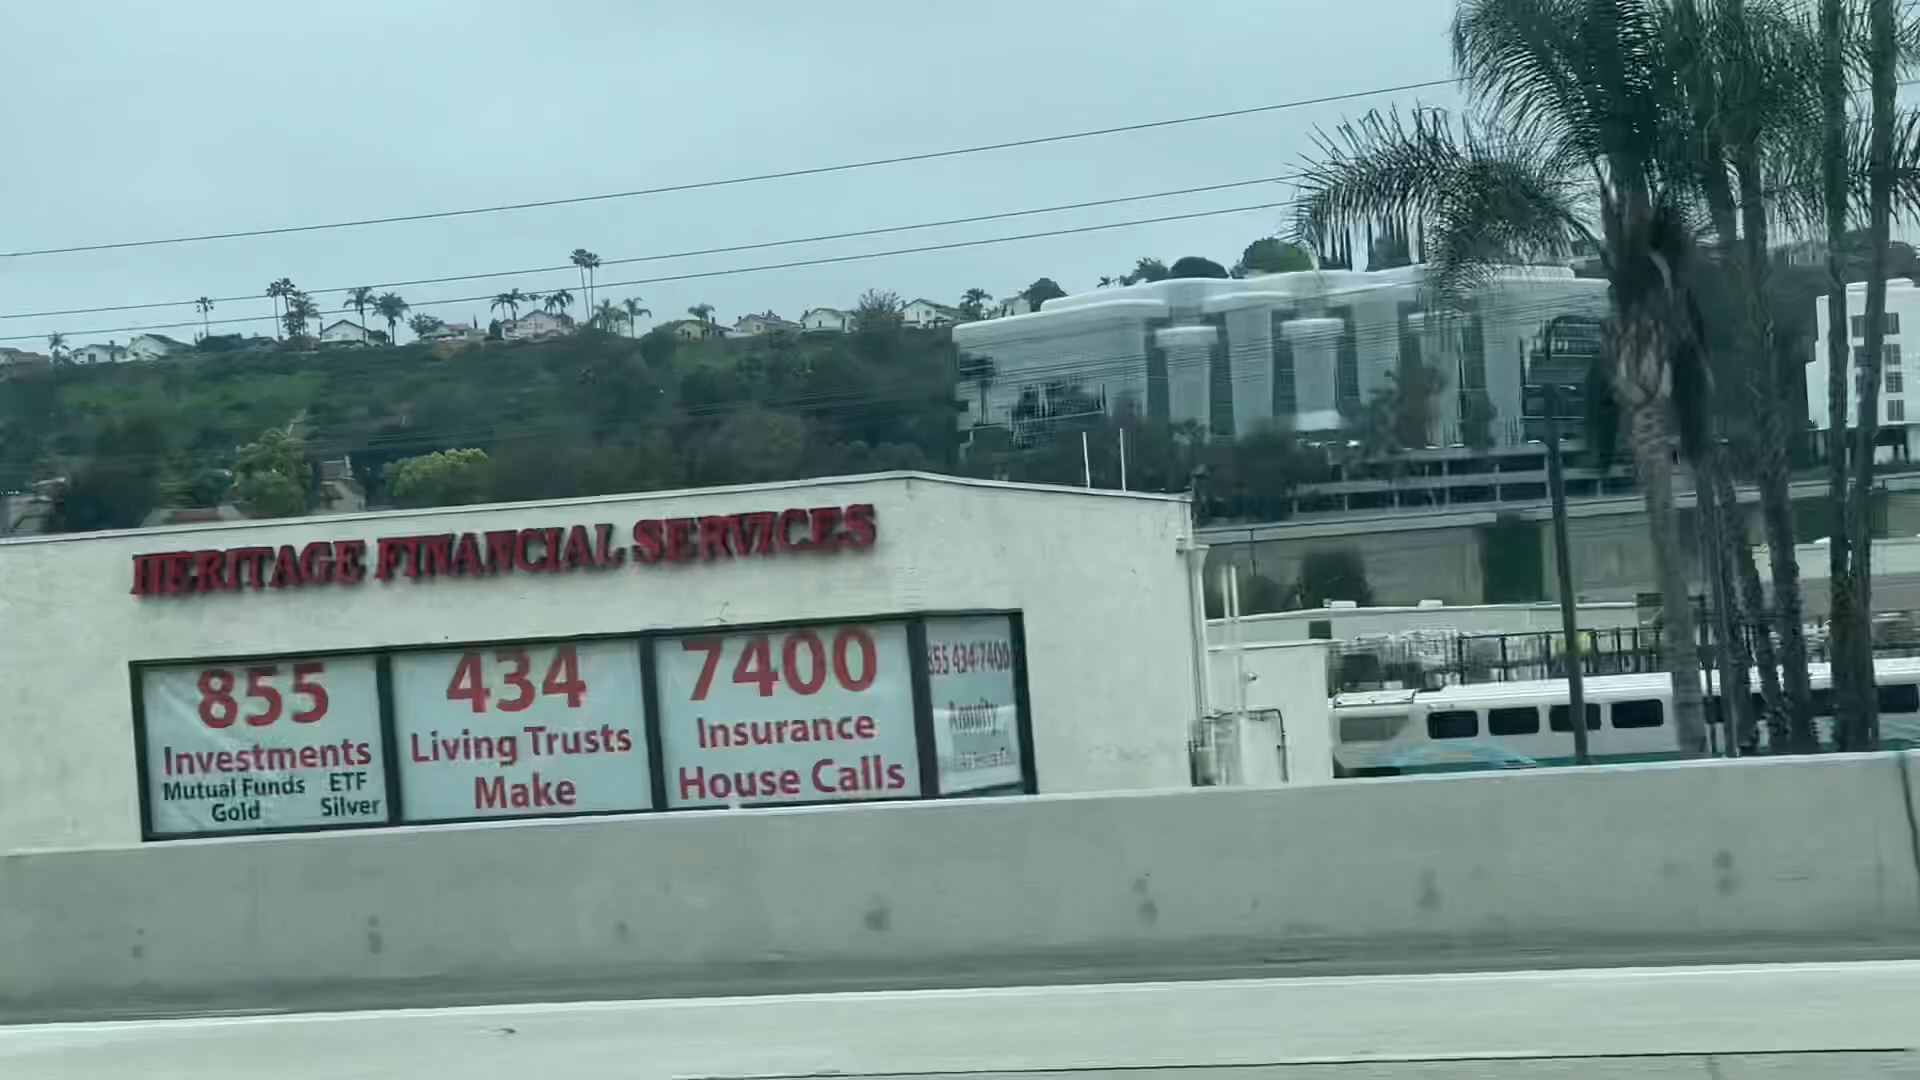 HERITAGE FINANCIAL SERVICES
855 434 7400
Investments Living Trusts Insurance
Mutual Funds ETF Make House Calls
Gold Silver
855 434-7400
Annuity